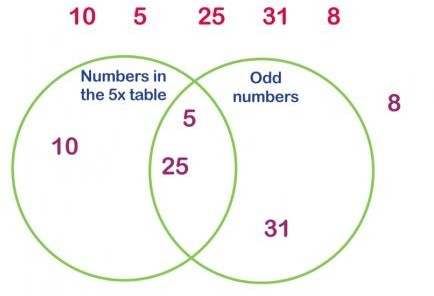 10 5 25 31 8
Numbers in
the 5x table
Odd
numbers
5
8
10
25
31